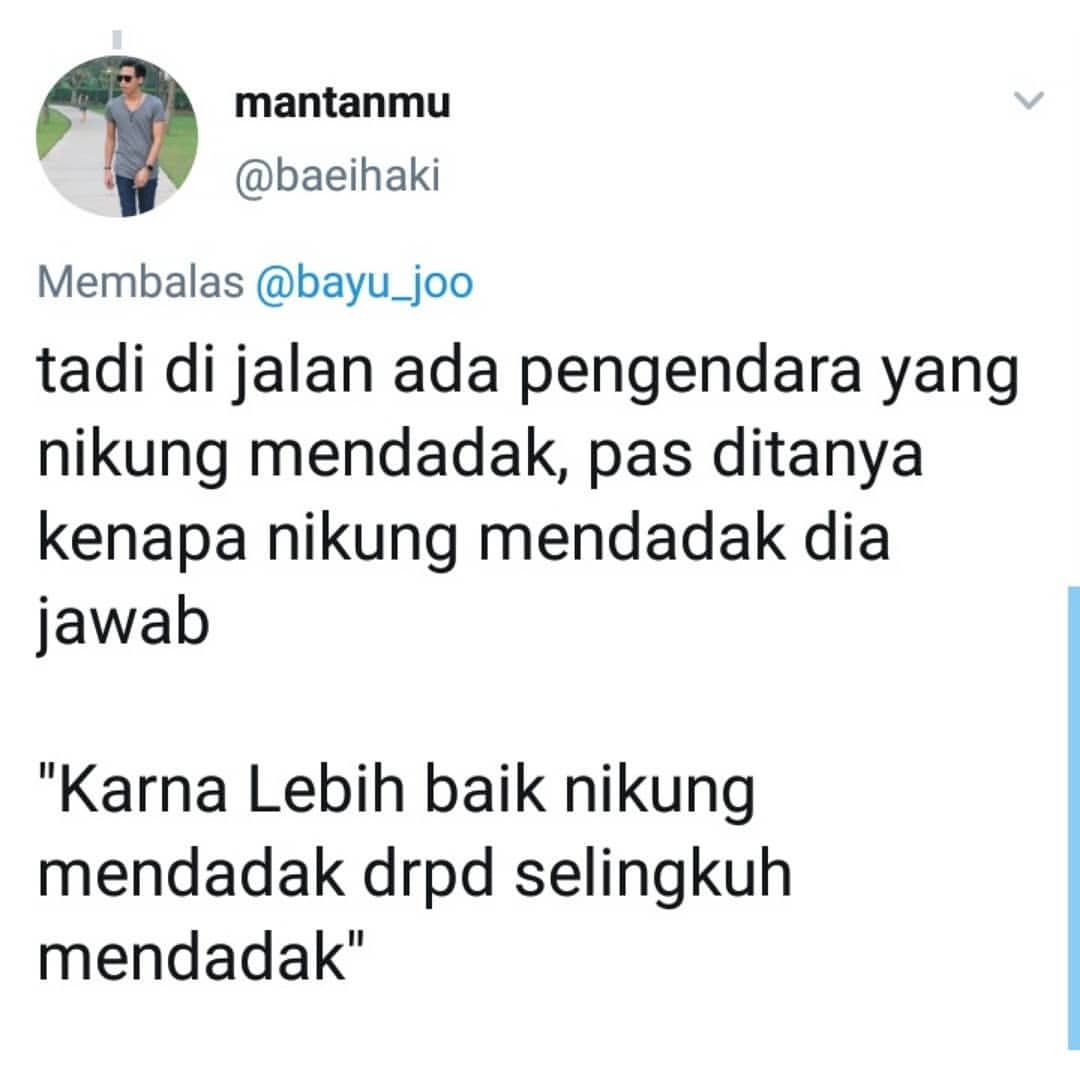 mantanmu
@baeihaki
Membalas @bayu_joo
tadi di jalan ada pengendara yang
nikung mendadak, pas ditanya
kenapa nikung mendadak dia
jawab
"Karna Lebih baik nikung
mendadak drpd selingkuh
mendadak"